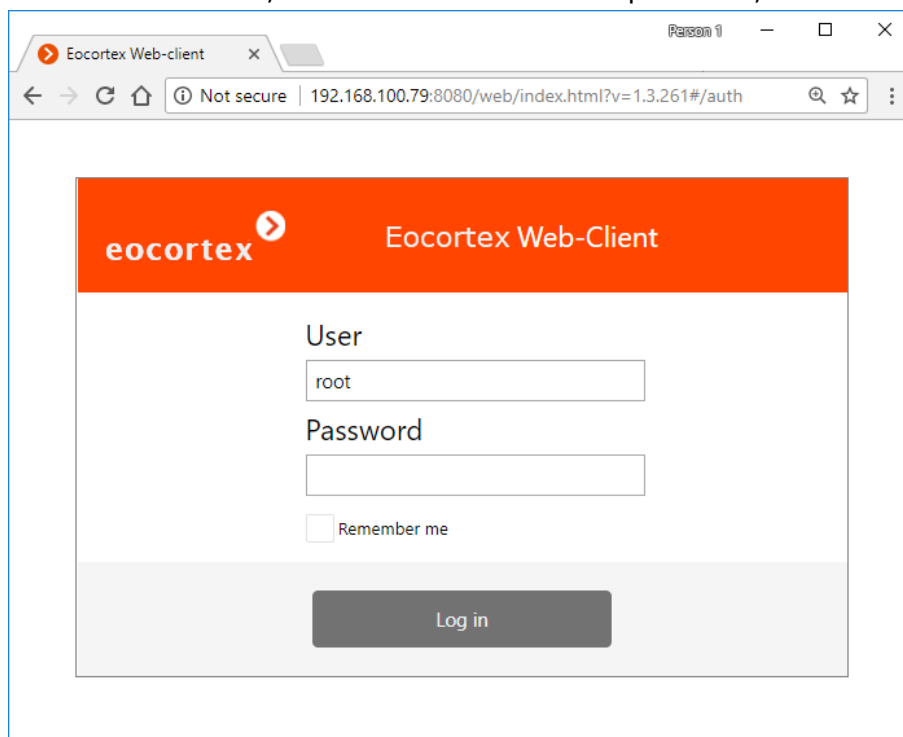 Person 1
Eocortex Web-client
Not secure | 192.168.100.79:8080/web/index.html?v=1.3.261#/auth
eocortex
Eocortex Web-Client
User
root
Password
Remember me
Log in